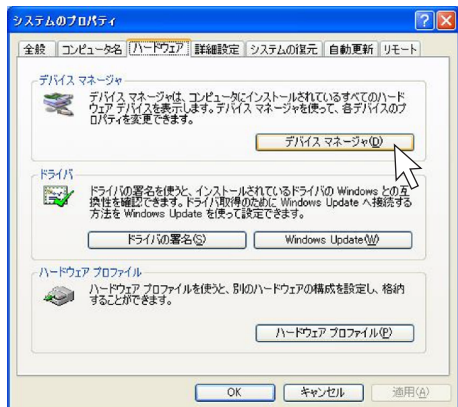 システムのプロパティ
全般 コンピュータ名 ハードウェア 詳細設定 システムの復元 自動更新 リモート
デバイス マネージャ
デバイス マネージャは、コンピュータにインストールされているすべてのハード
ウェア デバイスを表示します。デバイス マネージャを使って、各デバイスのプ
ロパティを変更できます。
デバイス マネージャ(D)
ドライバ
ドライバの署名を使うと、インストールされているドライバの Windows との互
換性を確認できます。ドライバ取得のために Windows Update へ接続する
方法を Windows Update を使って設定できます。
ドライバの署名(S) Windows Update(W)
ハードウェア プロファイル
ハードウェア プロファイルを使うと、別のハードウェアの構成を設定し、格納
することができます。
ハードウェア プロファイル(P)
OK キャンセル 適用(A)